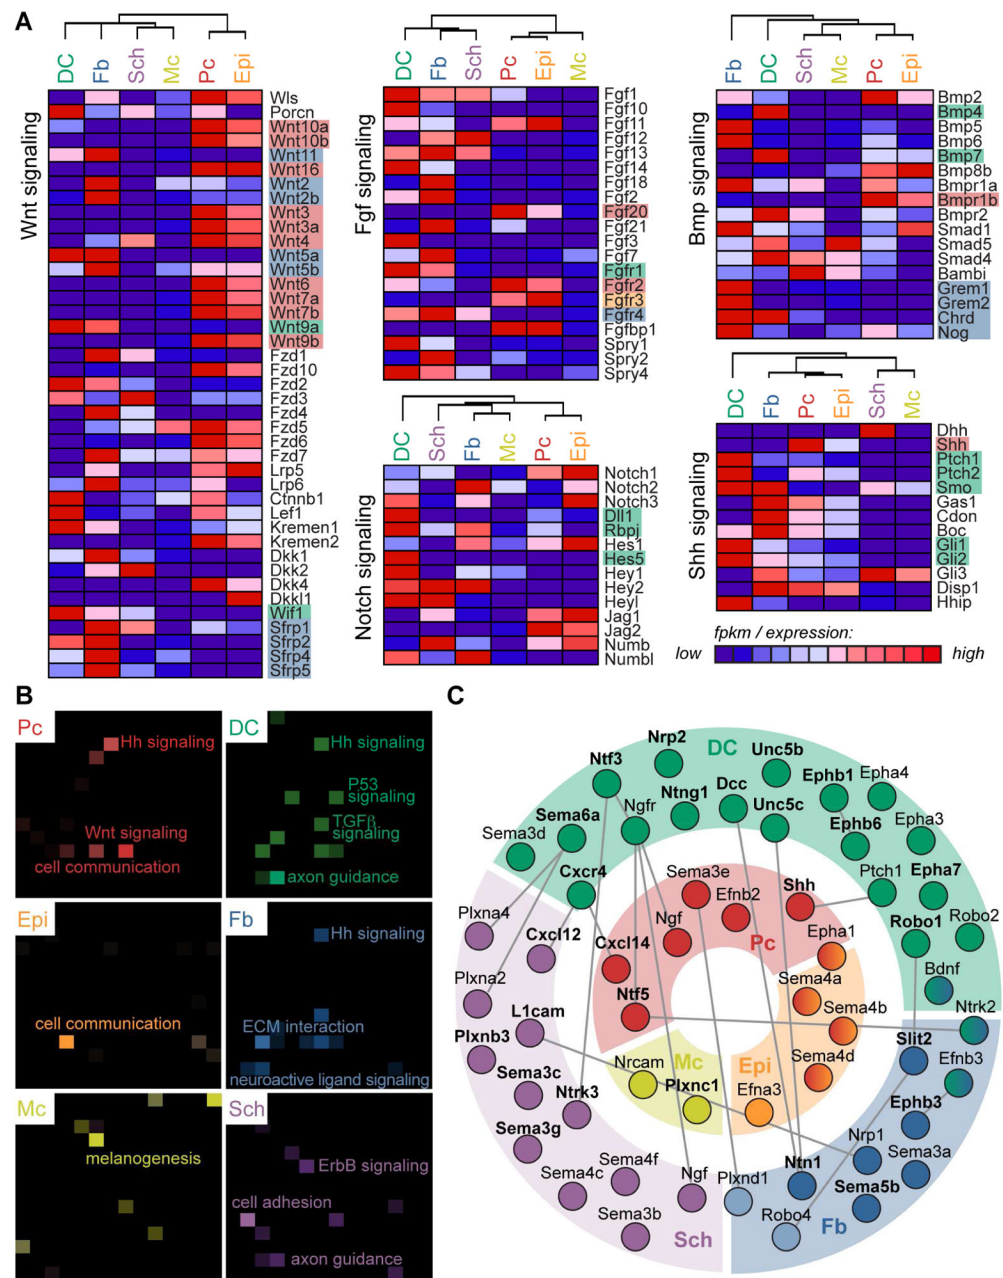 A
DC Fb Sch Mc Pc Epi
Wnt signaling
Wls
Porcn
Wnt10a
Wnt10b
Wnt11
Wnt16
Wnt2
Wnt2b
Wnt3
Wnt3a
Wnt4
Wnt5a
Wnt5b
Wnt6
Wnt7a
Wnt7b
Wnt9a
Wnt9b
Fzd1
Fzd10
Fzd2
Fzd3
Fzd4
Fzd5
Fzd6
Fzd7
Lrp5
Lrp6
Ctnnb1
Lef1
Kremen1
Kremen2
Dkk1
Dkk2
Dkk4
Dkkl1
Wif1
Sfrp1
Sfrp2
Sfrp4
Sfrp5
DC Fb Sch Pc Epi Mc
Fgf signaling
Fgf1
Fgf10
Fgf11
Fgf12
Fgf13
Fgf14
Fgf18
Fgf2
Fgf20
Fgf21
Fgf3
Fgf7
Fgfr1
Fgfr2
Fgfr3
Fgfr4
Fgfbp1
Spry1
Spry2
Spry4
DC Sch Fb Mc Pc Epi
Notch signaling
Notch1
Notch2
Notch3
Dll1
Rbpj
Hes1
Hes5
Hey1
Hey2
Heyl
Jag1
Jag2
Numb
Numbl
Fb DC Sch Mc Pc Epi
Bmp signaling
Bmp2
Bmp4
Bmp5
Bmp6
Bmp7
Bmp8b
Bmpr1a
Bmpr1b
Bmpr2
Smad1
Smad5
Smad4
Bambi
Grem1
Grem2
Chrd
Nog
DC Fb Pc Epi Sch Mc
Shh signaling
Dhh
Shh
Ptch1
Ptch2
Smo
Gas1
Cdon
Boc
Gli1
Gli2
Gli3
Disp1
Hhip
fpkm / expression:
low high
B
Pc
Hh signaling
Wnt signaling
cell communication
DC
Hh signaling
P53
signaling
TGFβ
signaling
axon guidance
Epi
cell communication
Fb
Hh signaling
ECM interaction
neuroactive ligand signaling
Mc
melanogenesis
Sch
ErbB signaling
cell adhesion
axon guidance
C
DC
Nrp2
Ntf3
Unc5b
Ephb1
Epha4
Ntng1
Dcc
Unc5c
Ngfr
Sema6a
Sema3d
Ephb6
Epha3
Cxcr4
Ptch1
Epha7
Robo1
Robo2
Bdnf
Ntrk2
Sema3e
Efnb2
Shh
Ngf
Pc
Cxcl14
Ntf5
Epha1
Sema4a
Sema4b
Sema4d
Epi
Efna3
Mc
Nrcam
Plxnc1
Plxna4
Cxcl12
Plxna2
L1cam
Plxnb3
Sema3c
Ntrk3
Sema3g
Sema4c
Sema4f
Ngf
Sema3b
Sch
Slit2
Efnb3
Ephb3
Nrp1
Sema3a
Ntn1
Sema5b
Plxnd1
Robo4
Fb